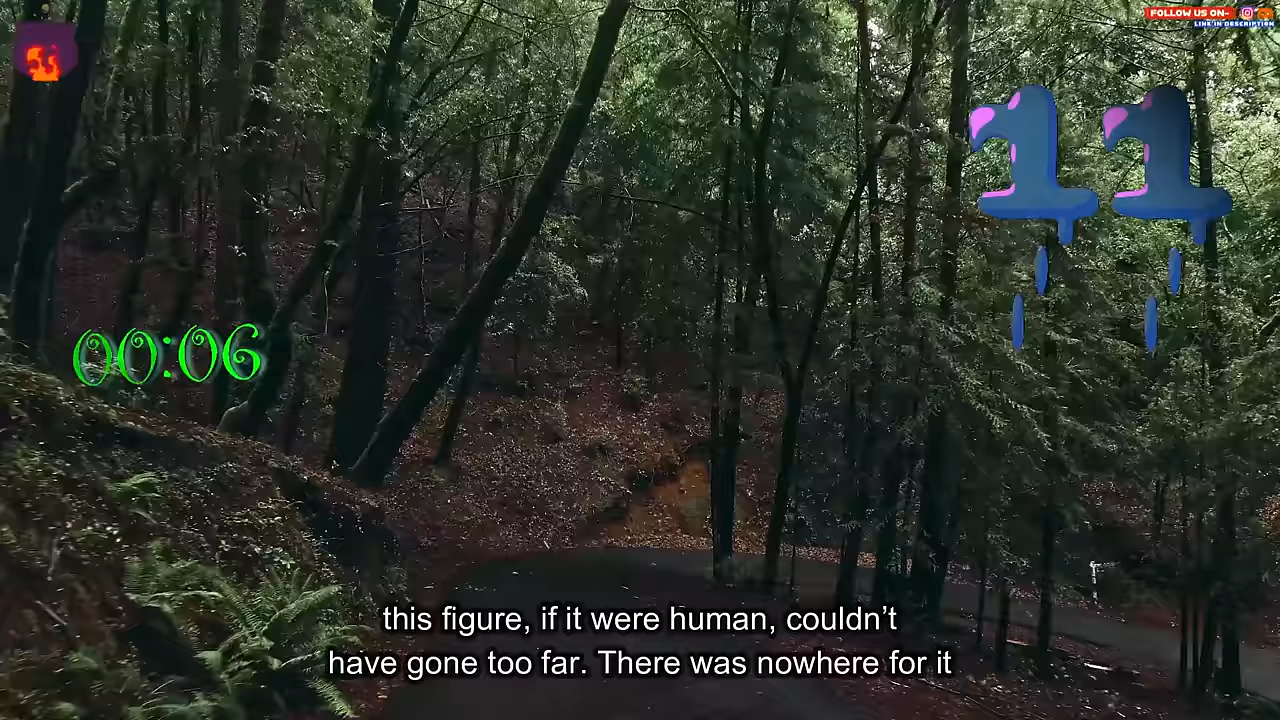 FOLLOW US ON-
LINK IN DESCRIPTION
11
00:06
this figure, if it were human, couldn’t
have gone too far. There was nowhere for it